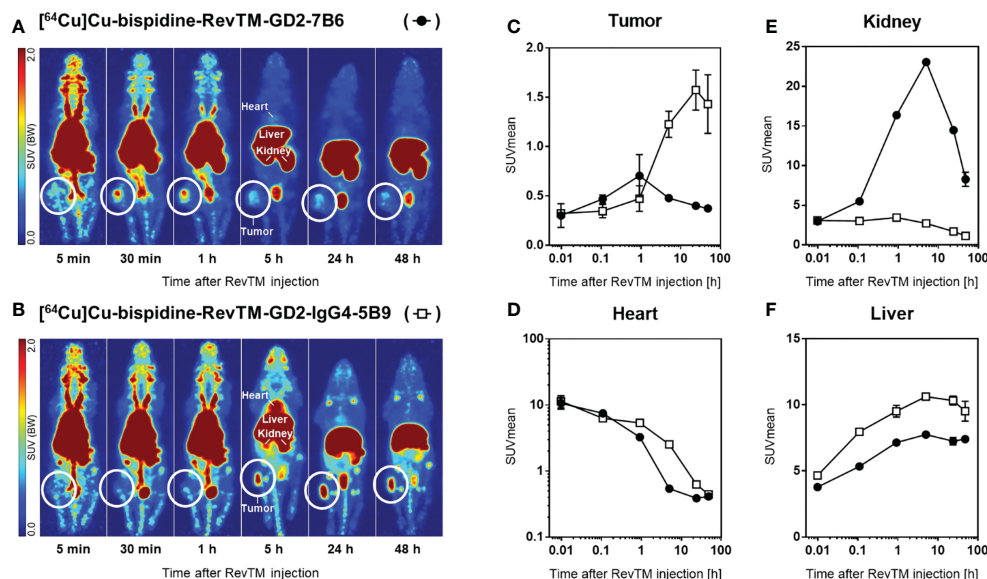 A [64Cu]Cu-bispidine-RevTM-GD2-7B6 (-●-)
2.0
SUV (BW)
0.0
Heart
Liver
Kidney
Tumor
5 min 30 min 1 h 5 h 24 h 48 h
Time after RevTM injection
B [64Cu]Cu-bispidine-RevTM-GD2-IgG4-5B9 (-□-)
2.0
SUV (BW)
0.0
Heart
Liver
Kidney
Tumor
5 min 30 min 1 h 5 h 24 h 48 h
Time after RevTM injection
C Tumor
SUVmean
2.0
1.5
1.0
0.5
0.0
0.01 0.1 1 10 100
Time after RevTM injection [h]
D Heart
SUVmean
100
10
1
0.1
0.01 0.1 1 10 100
Time after RevTM injection [h]
E Kidney
SUVmean
25
20
15
10
5
0
0.01 0.1 1 10 100
Time after RevTM injection [h]
F Liver
SUVmean
15
10
5
0
0.01 0.1 1 10 100
Time after RevTM injection [h]